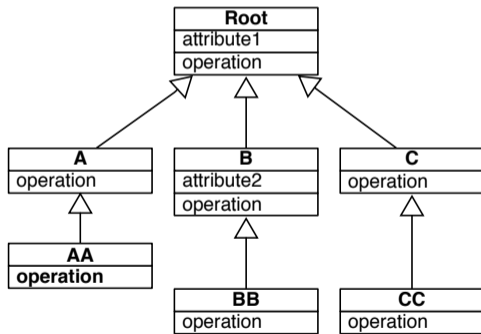 Root
attribute1
operation
A
operation
B
attribute2
operation
C
operation
AA
operation
BB
operation
CC
operation